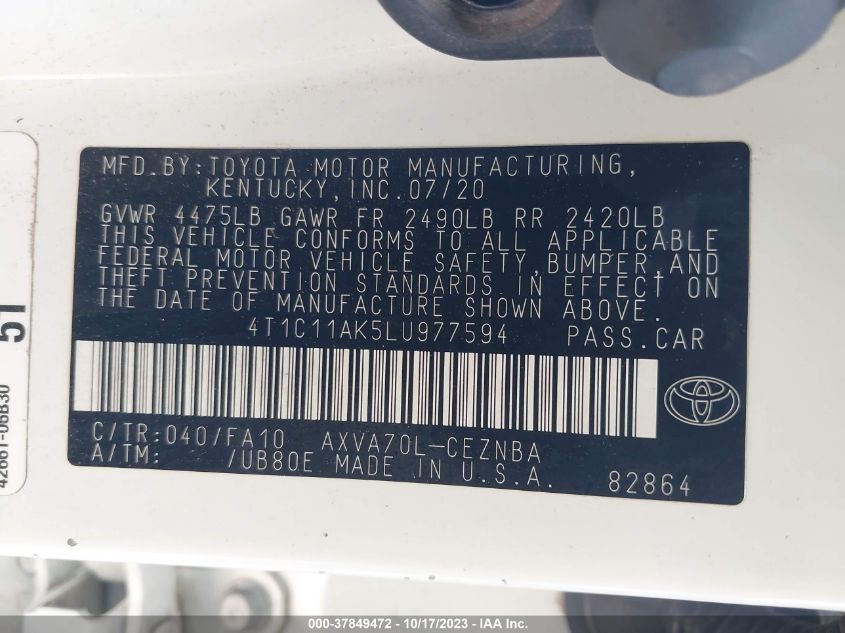 MFD.BY:TOYOTA MOTOR MANUFACTURING,
KENTUCKY,INC.07/20
GVWR 4475LB GAWR FR 2490LB RR 2420LB
THIS VEHICLE CONFORMS TO ALL APPLICABLE
FEDERAL MOTOR VEHICLE SAFETY,BUMPER,AND
THEFT PREVENTION STANDARDS IN EFFECT ON
THE DATE OF MANUFACTURE SHOWN ABOVE.
4T1C11AK5LU977594 PASS.CAR
C/TR:040/FA10 AXVA70L-CEZNBA
A/TM: /UB80E MADE IN U.S.A.
82864
51
42661-06B30
000-37849472 - 10/17/2023 - IAA Inc.